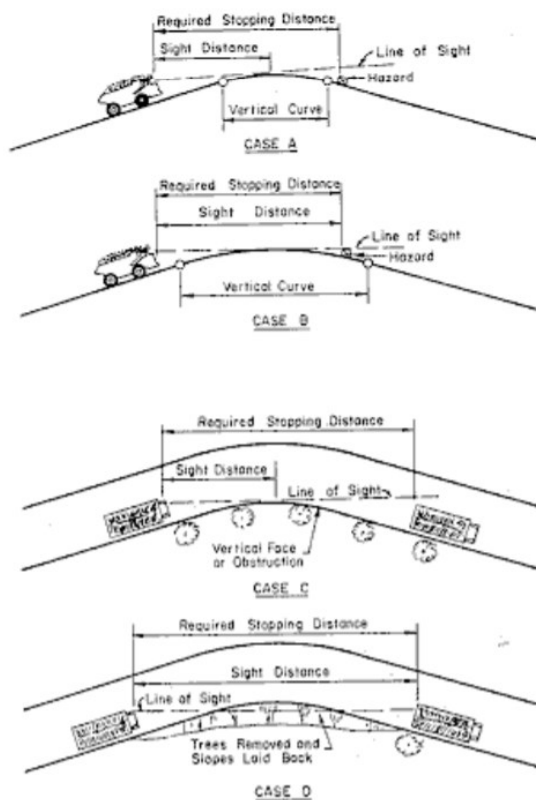 Required Stopping Distance
Sight Distance
Line of Sight
Hazard
Vertical Curve
CASE A
Required Stopping Distance
Sight Distance
Line of Sight
Hazard
Vertical Curve
CASE B
Required Stopping Distance
Sight Distance
Line of Sight
Vertical Face
or Obstruction
CASE C
Required Stopping Distance
Sight Distance
Line of Sight
Trees Removed and
Slopes Laid Back
CASE D